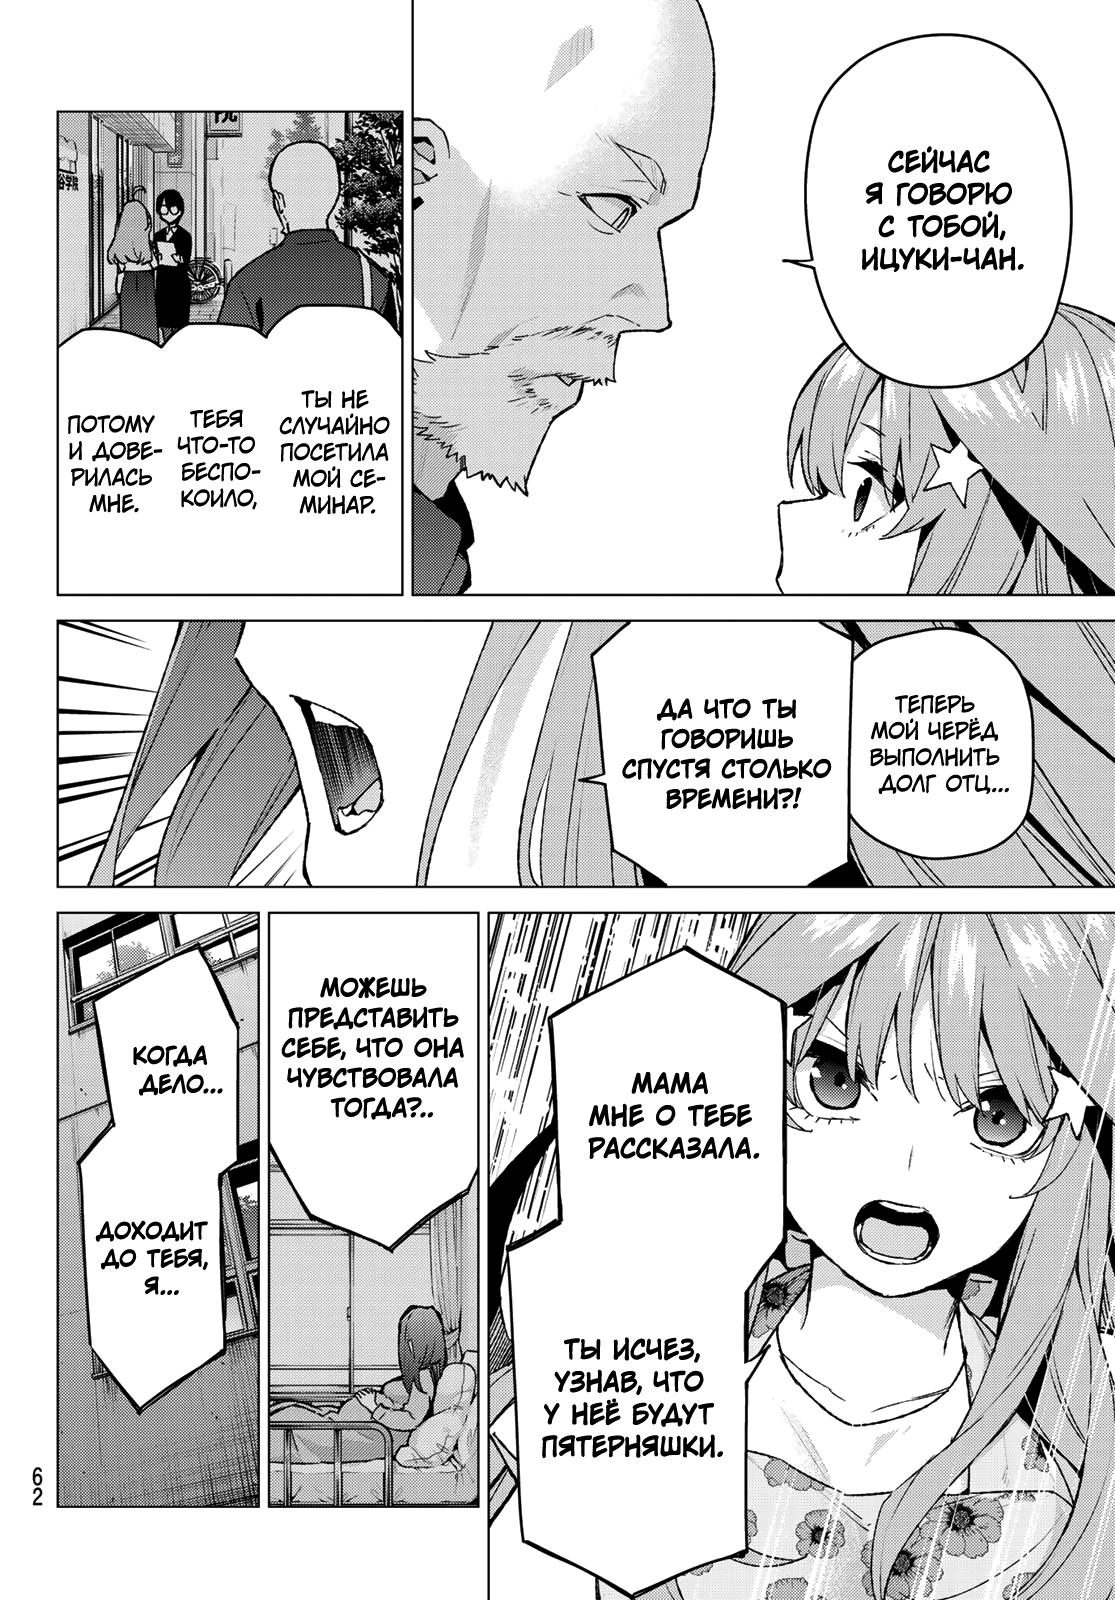 СЕЙЧАС
Я ГОВОРЮ
С ТОБОЙ,
ИЦУКИ-ЧАН.
ТЫ НЕ
СЛУЧАЙНО
ПОСЕТИЛА
МОЙ СЕ-
МИНАР.
ТЕБЯ
ЧТО-ТО
БЕСПО-
КОИЛО,
ПОТОМУ
И ДОВЕ-
РИЛАСЬ
МНЕ.
ТЕПЕРЬ
МОЙ ЧЕРЁД
ВЫПОЛНИТЬ
ДОЛГ ОТЦ...
ДА ЧТО ТЫ
ГОВОРИШЬ
СПУСТЯ СТОЛЬКО
ВРЕМЕНИ?!
МАМА
МНЕ О ТЕБЕ
РАССКАЗАЛА.
ТЫ ИСЧЕЗ,
УЗНАВ, ЧТО
У НЕЁ БУДУТ
ПЯТЕРНЯШКИ.
МОЖЕШЬ
ПРЕДСТАВИТЬ
СЕБЕ, ЧТО ОНА
ЧУВСТВОВАЛА
ТОГДА?..
КОГДА
ДЕЛО...
ДОХОДИТ
ДО ТЕБЯ,
Я...
62